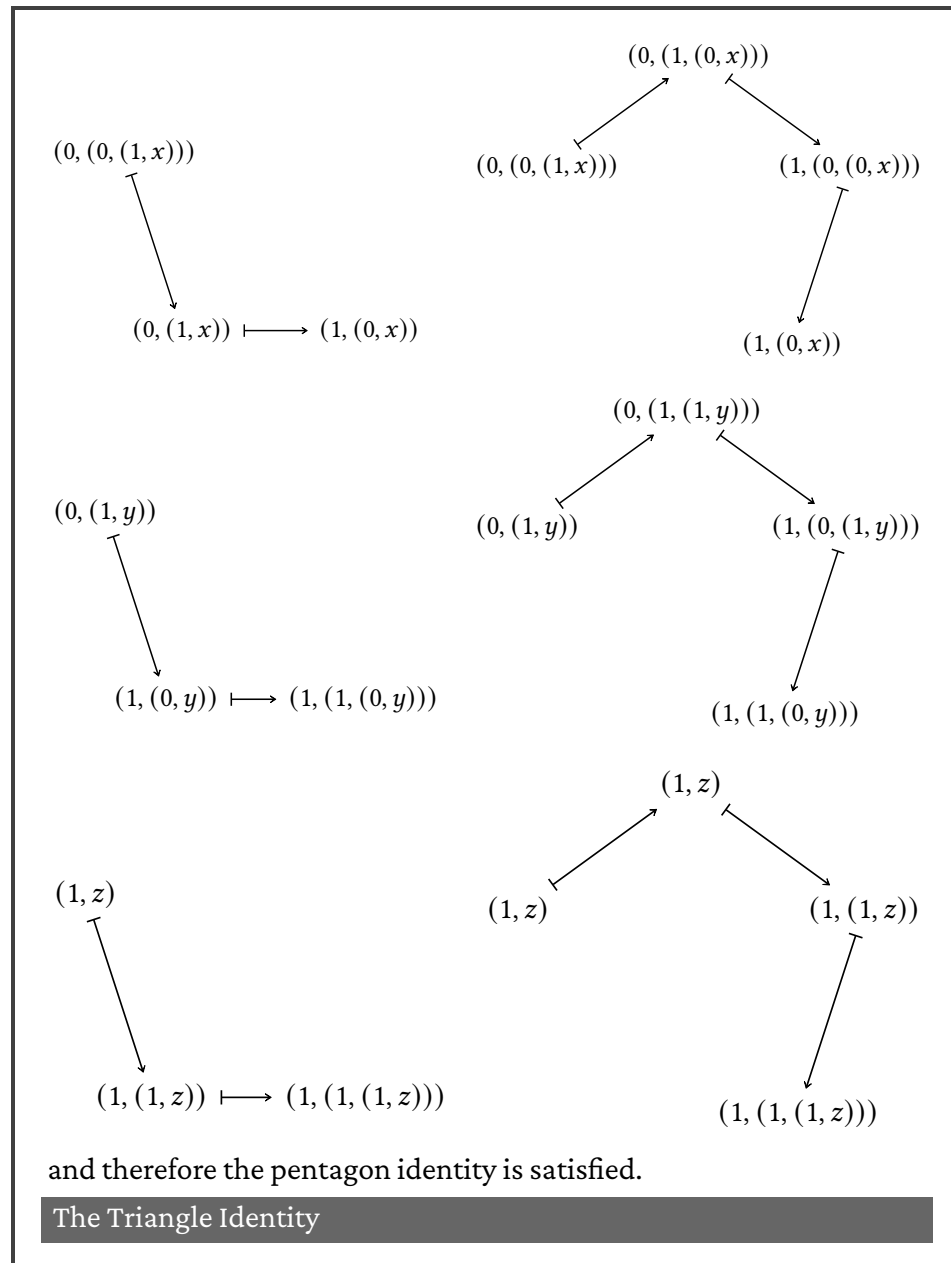 (0, (1, (0, x)))
(0, (0, (1, x)))
(0, (0, (1, x)))
(1, (0, (0, x)))
(0, (1, x)) ⟼ (1, (0, x))
(1, (0, x))
(0, (1, (1, y)))
(0, (1, y))
(0, (1, y))
(1, (0, (1, y)))
(1, (0, y)) ⟼ (1, (1, (0, y)))
(1, (1, (0, y)))
(1, z)
(1, z)
(1, z)
(1, (1, z))
(1, (1, z)) ⟼ (1, (1, (1, z)))
(1, (1, (1, z)))
and therefore the pentagon identity is satisfied.
The Triangle Identity